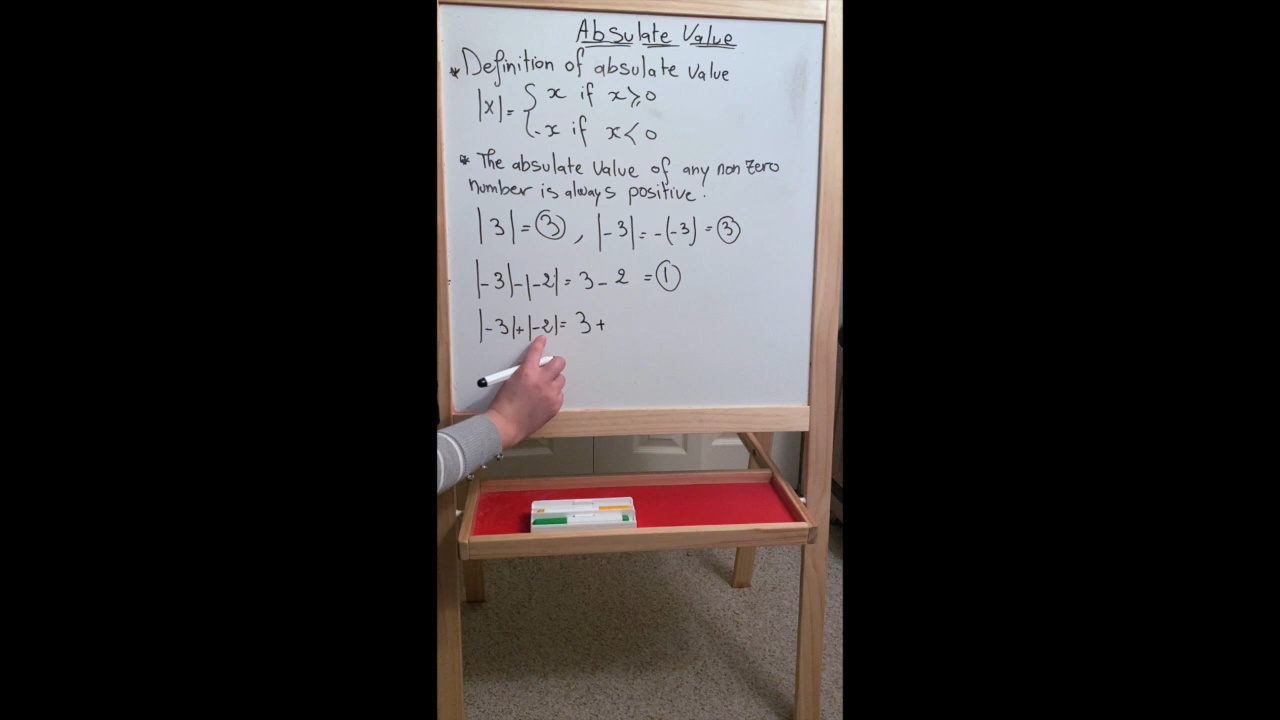 Absulate Value
* Definition of absulate value
|x|= { x if x⩾0
-x if x<0
* The absulate value of any non zero
number is always positive.
|3|=3 , |-3|=-(-3)=3
|-3|-|-2|=3-2=1
|-3|+|-2|=3+